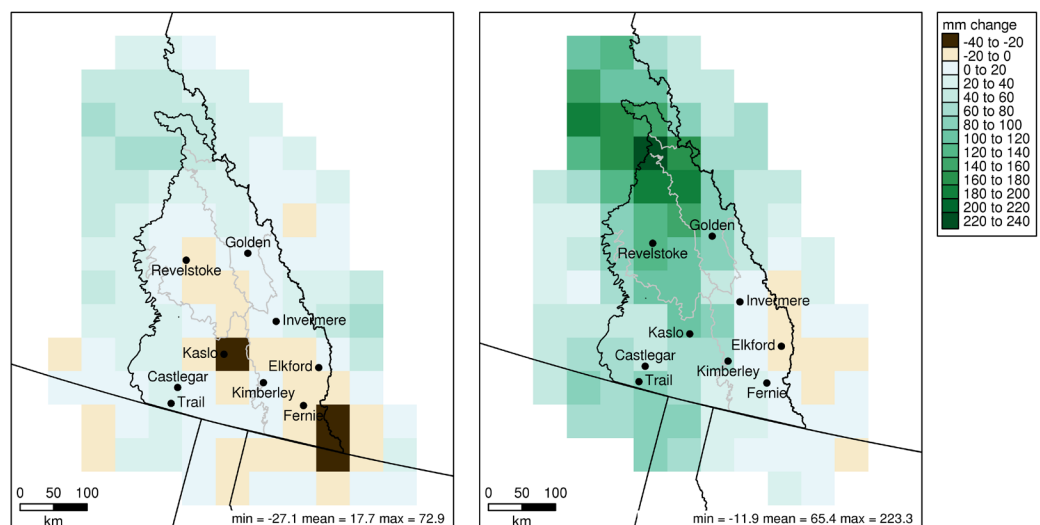 Golden
Revelstoke
Invermere
Kaslo
Elkford
Castlegar
Kimberley
Trail
Fernie
0 50 100
km
min = -27.1 mean = 17.7 max = 72.9
Golden
Revelstoke
Invermere
Kaslo
Elkford
Castlegar
Kimberley
Trail
Fernie
0 50 100
km
min = -11.9 mean = 65.4 max = 223.3
mm change
-40 to -20
-20 to 0
0 to 20
20 to 40
40 to 60
60 to 80
80 to 100
100 to 120
120 to 140
140 to 160
160 to 180
180 to 200
200 to 220
220 to 240